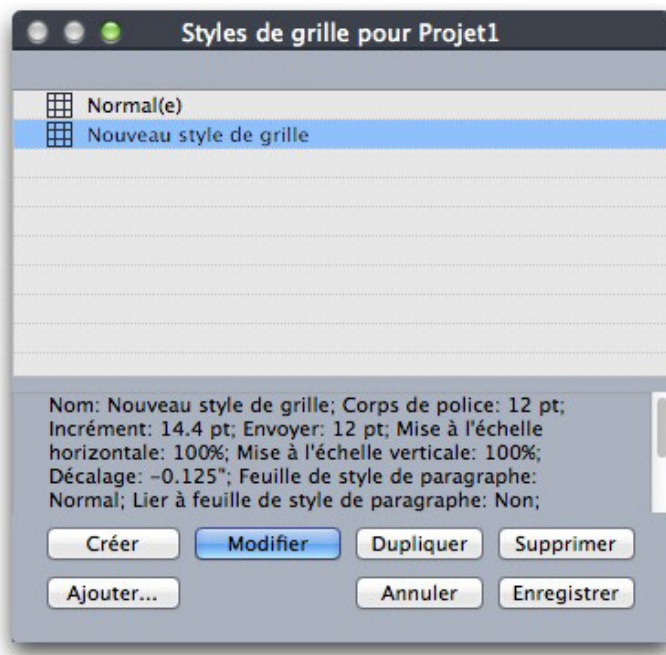 Styles de grille pour Projet1
Normal(e)
Nouveau style de grille
Nom: Nouveau style de grille; Corps de police: 12 pt;
Incrément: 14.4 pt; Envoyer: 12 pt; Mise à l'échelle
horizontale: 100%; Mise à l'échelle verticale: 100%;
Décalage: -0.125"; Feuille de style de paragraphe:
Normal; Lier à feuille de style de paragraphe: Non;
Créer Modifier Dupliquer Supprimer
Ajouter... Annuler Enregistrer